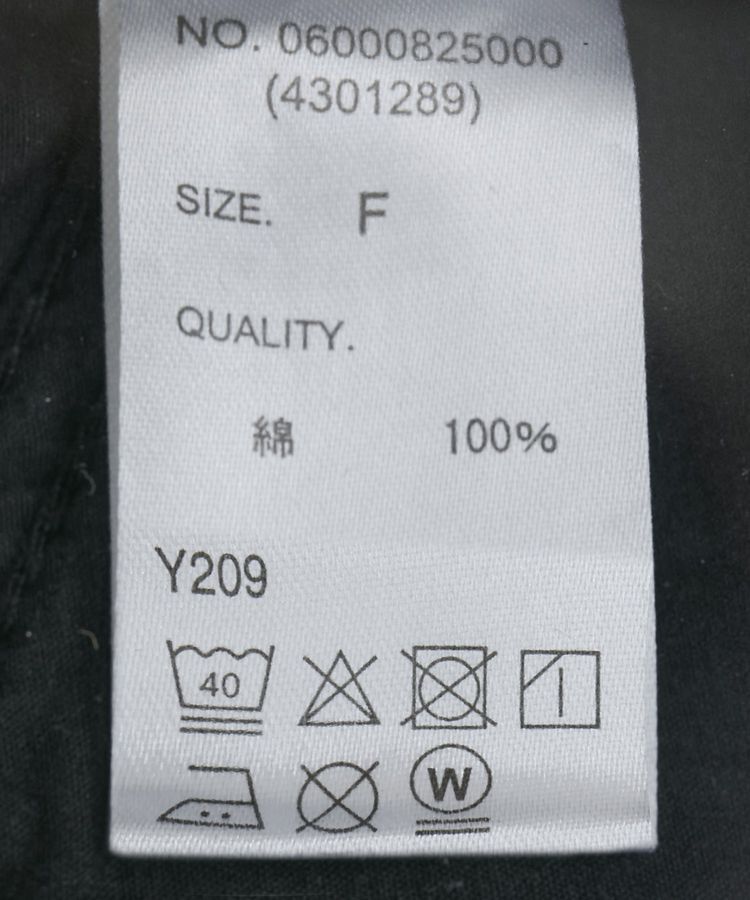 NO. 06000825000
(4301289)
SIZE. F
QUALITY.
綿 100%
Y209
40
W